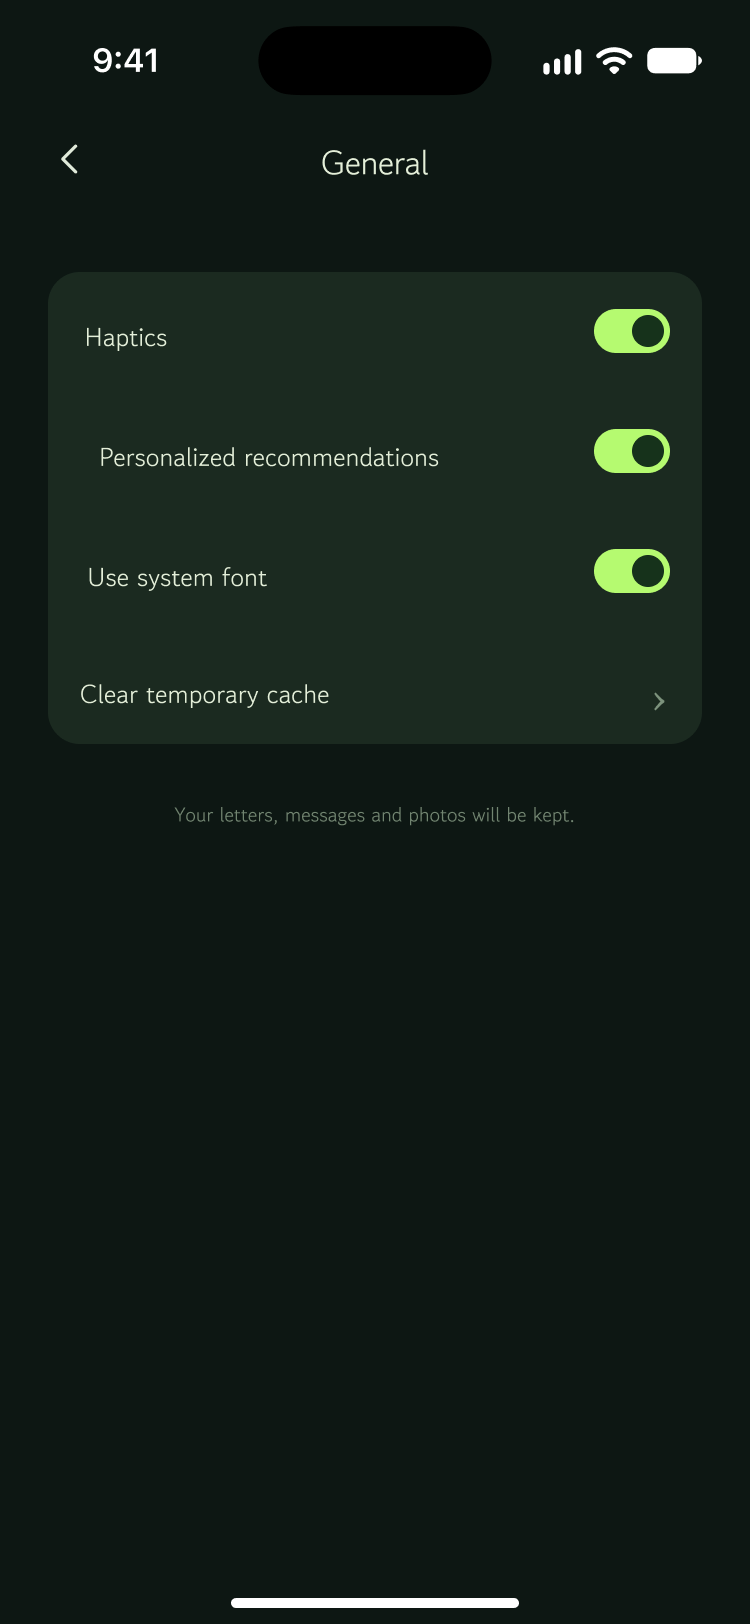 9:41
General
Haptics
Personalized recommendations
Use system font
Clear temporary cache
Your letters, messages and photos will be kept.